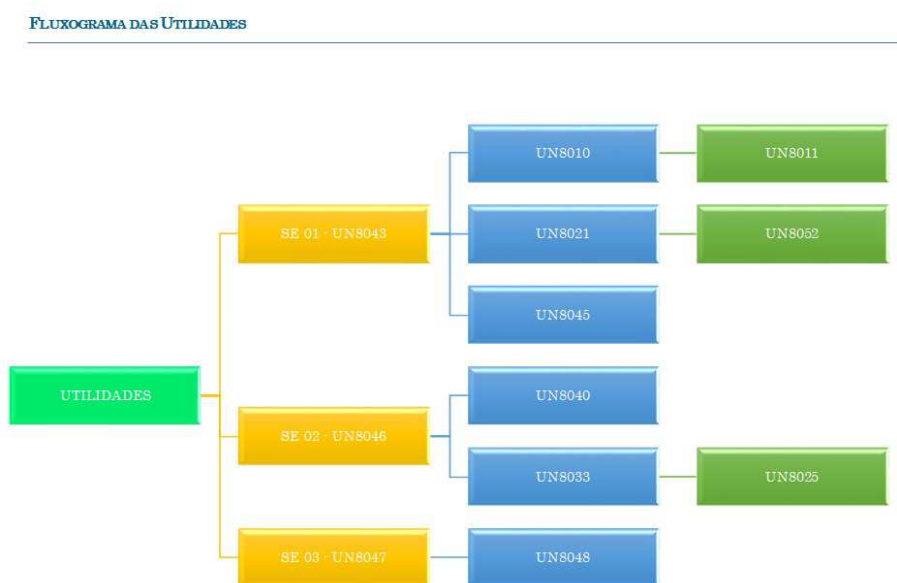 FLUXOGRAMA DAS UTILIDADES
UN8010
UN8011
SE 01 - UN8043
UN8021
UN8052
UN8045
UTILIDADES
UN8040
SE 02 - UN8046
UN8033
UN8025
SE 03 - UN8047
UN8048